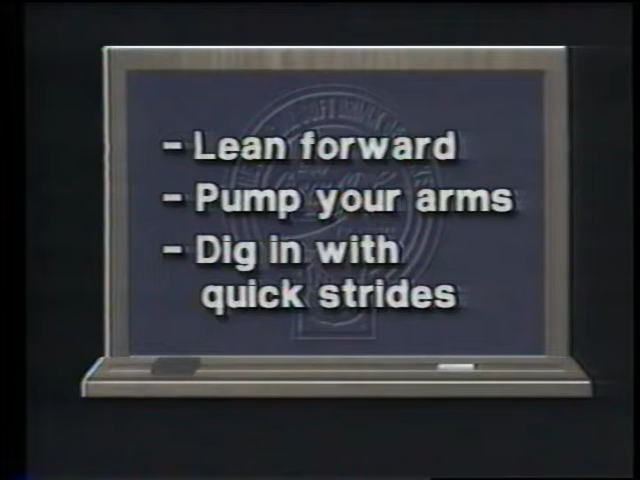 - Lean forward
- Pump your arms
- Dig in with
quick strides